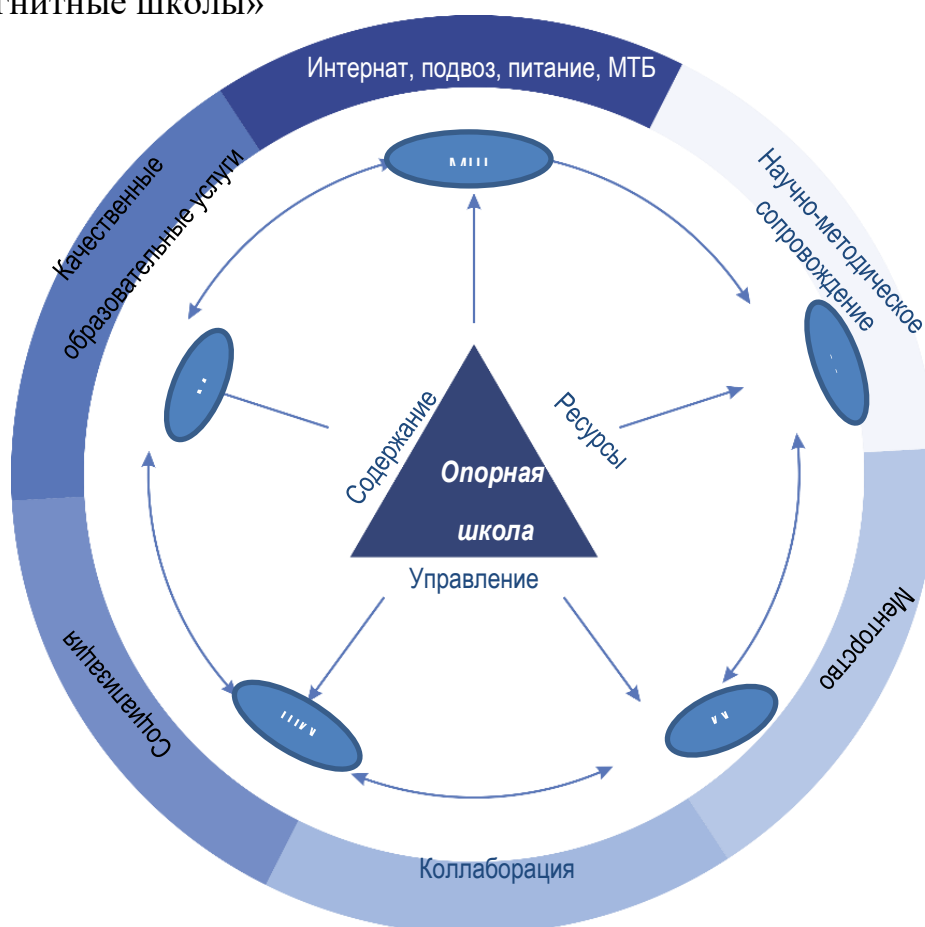 гнитные школы»
Интернат, подвоз, питание, МТБ
Качественные
образовательные услуги
Научно-методическое
сопровождение
Содержание
Ресурсы
Опорная
школа
Управление
Менторство
Социализация
Коллаборация